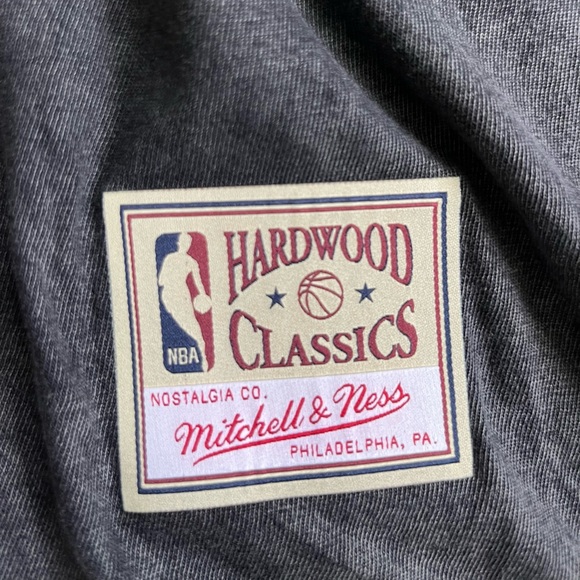 HARDWOOD
CLASSICS
NBA
NOSTALGIA CO.
Mitchell & Ness
PHILADELPHIA, PA.